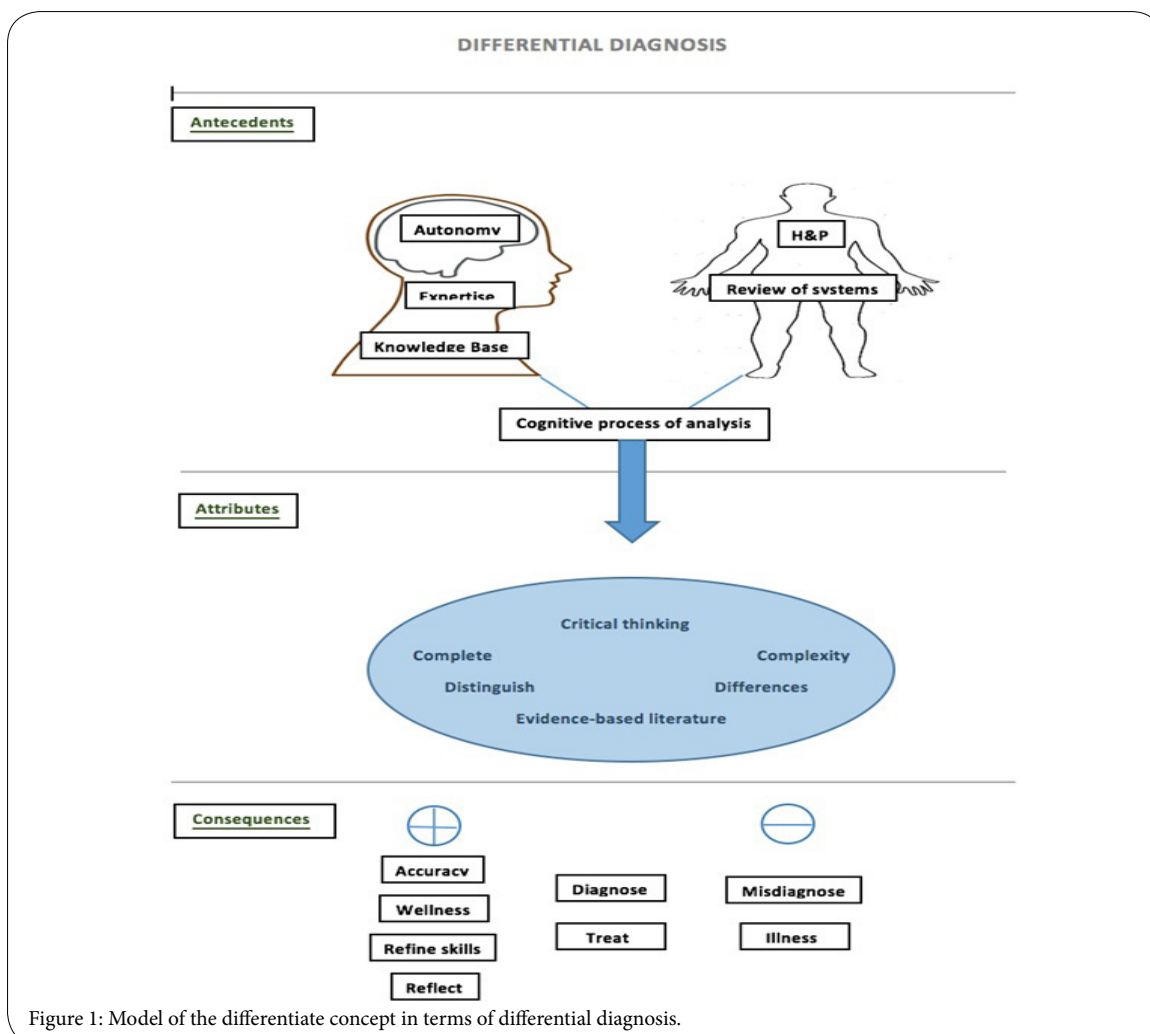 DIFFERENTIAL DIAGNOSIS
Antecedents
Autonomy
Expertise
Knowledge Base
H&P
Review of systems
Cognitive process of analysis
Attributes
Critical thinking
Complete
Complexity
Distinguish
Differences
Evidence-based literature
Consequences
Accuracy
Wellness
Refine skills
Reflect
Diagnose
Treat
Misdiagnose
Illness
Figure 1: Model of the differentiate concept in terms of differential diagnosis.